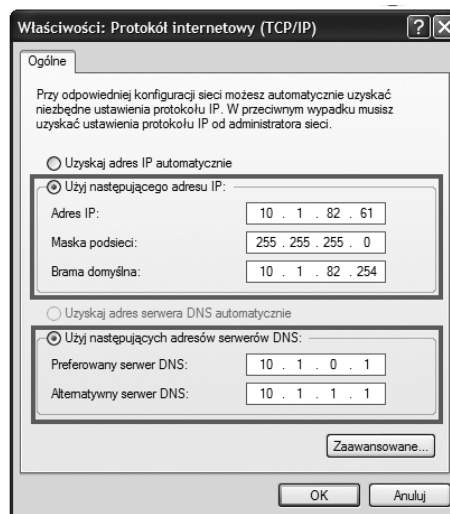 Właściwości: Protokół internetowy (TCP/IP)
Ogólne
Przy odpowiedniej konfiguracji sieci możesz automatycznie uzyskać
niezbędne ustawienia protokołu IP. W przeciwnym wypadku musisz
uzyskać ustawienia protokołu IP od administratora sieci.
Uzyskaj adres IP automatycznie
Użyj następującego adresu IP:
Adres IP: 10 . 1 . 82 . 61
Maska podsieci: 255 . 255 . 255 . 0
Brama domyślna: 10 . 1 . 82 . 254
Uzyskaj adres serwera DNS automatycznie
Użyj następujących adresów serwerów DNS:
Preferowany serwer DNS: 10 . 1 . 0 . 1
Alternatywny serwer DNS: 10 . 1 . 1 . 1
Zaawansowane...
OK Anuluj